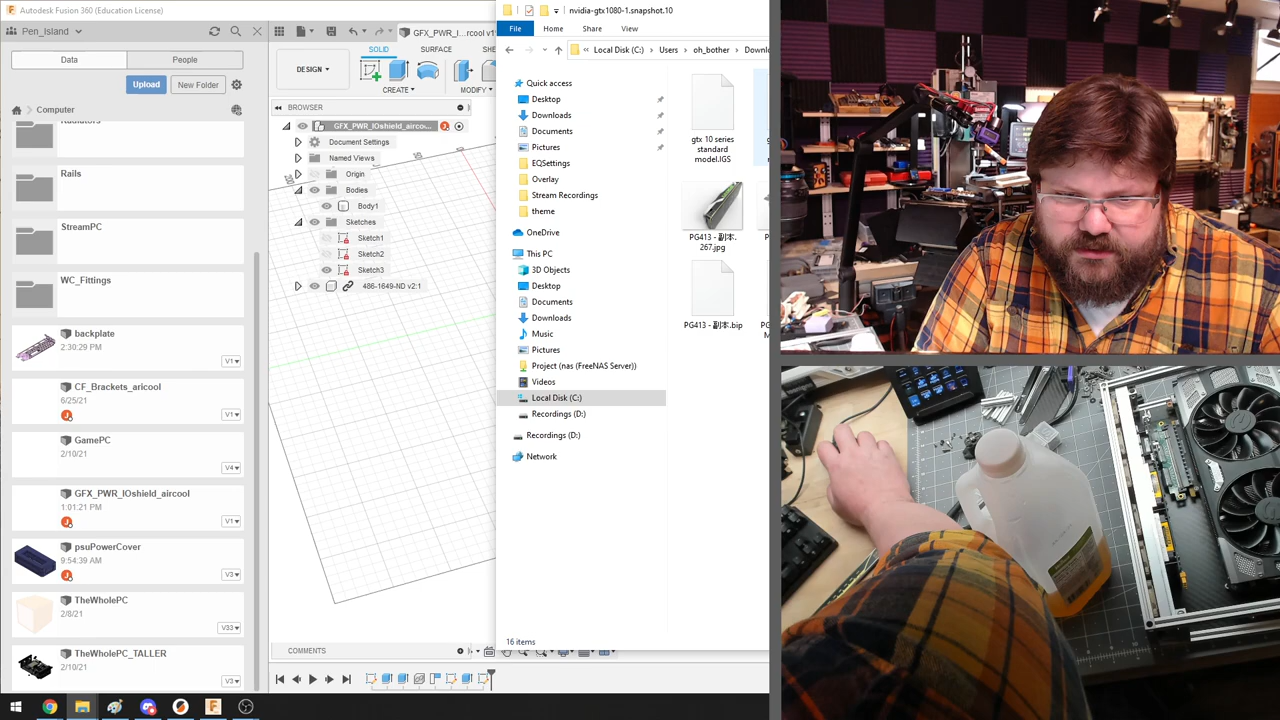 Autodesk Fusion 360 (Education License)
Pen_Island
Data
People
Upload
New Folder
Computer
Radiators
Rails
StreamPC
WC_Fittings
backplate
2:30:29 PM
V1
CF_Brackets_aricool
6/25/21
V1
GamePC
2/10/21
V4
GFX_PWR_IOshield_aircool
1:01:21 PM
V1
psuPowerCover
9:54:39 AM
V3
TheWholePC
2/8/21
V33
TheWholePC_TALLER
2/10/21
V3
GFX_PWR_I...rcool v1
SOLID
SURFACE
SHE
DESIGN
CREATE
MODIFY
BROWSER
GFX_PWR_IOshield_airco...
Document Settings
Named Views
Origin
Bodies
Body1
Sketches
Sketch1
Sketch2
Sketch3
486-1649-ND v2:1
COMMENTS
nvidia-gtx1080-1.snapshot.10
File
Home
Share
View
« Local Disk (C:) > Users > oh_bother > Downlo
Quick access
Desktop
Downloads
Documents
Pictures
EQSettings
Overlay
Stream Recordings
theme
OneDrive
This PC
3D Objects
Desktop
Documents
Downloads
Music
Pictures
Project (nas (FreeNAS Server))
Videos
Local Disk (C:)
Recordings (D:)
Recordings (D:)
Network
gtx 10 series
standard
model.IGS
PG413 - 副本.
267.jpg
PG413 - 副本.bip
16 items